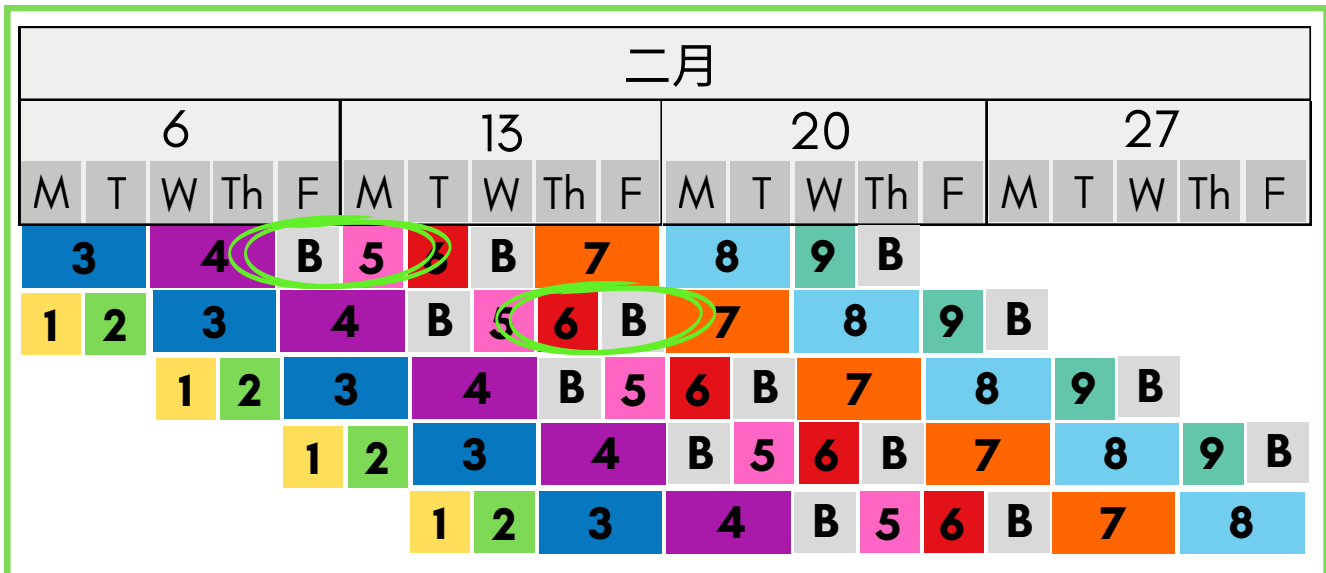 二月
6 13 20 27
M T W Th F M T W Th F M T W Th F M T W Th F
3 4 B 5 6 B 7 8 9 B
1 2 3 4 B 5 6 B 7 8 9 B
1 2 3 4 B 5 6 B 7 8 9 B
1 2 3 4 B 5 6 B 7 8 9 B
1 2 3 4 B 5 6 B 7 8